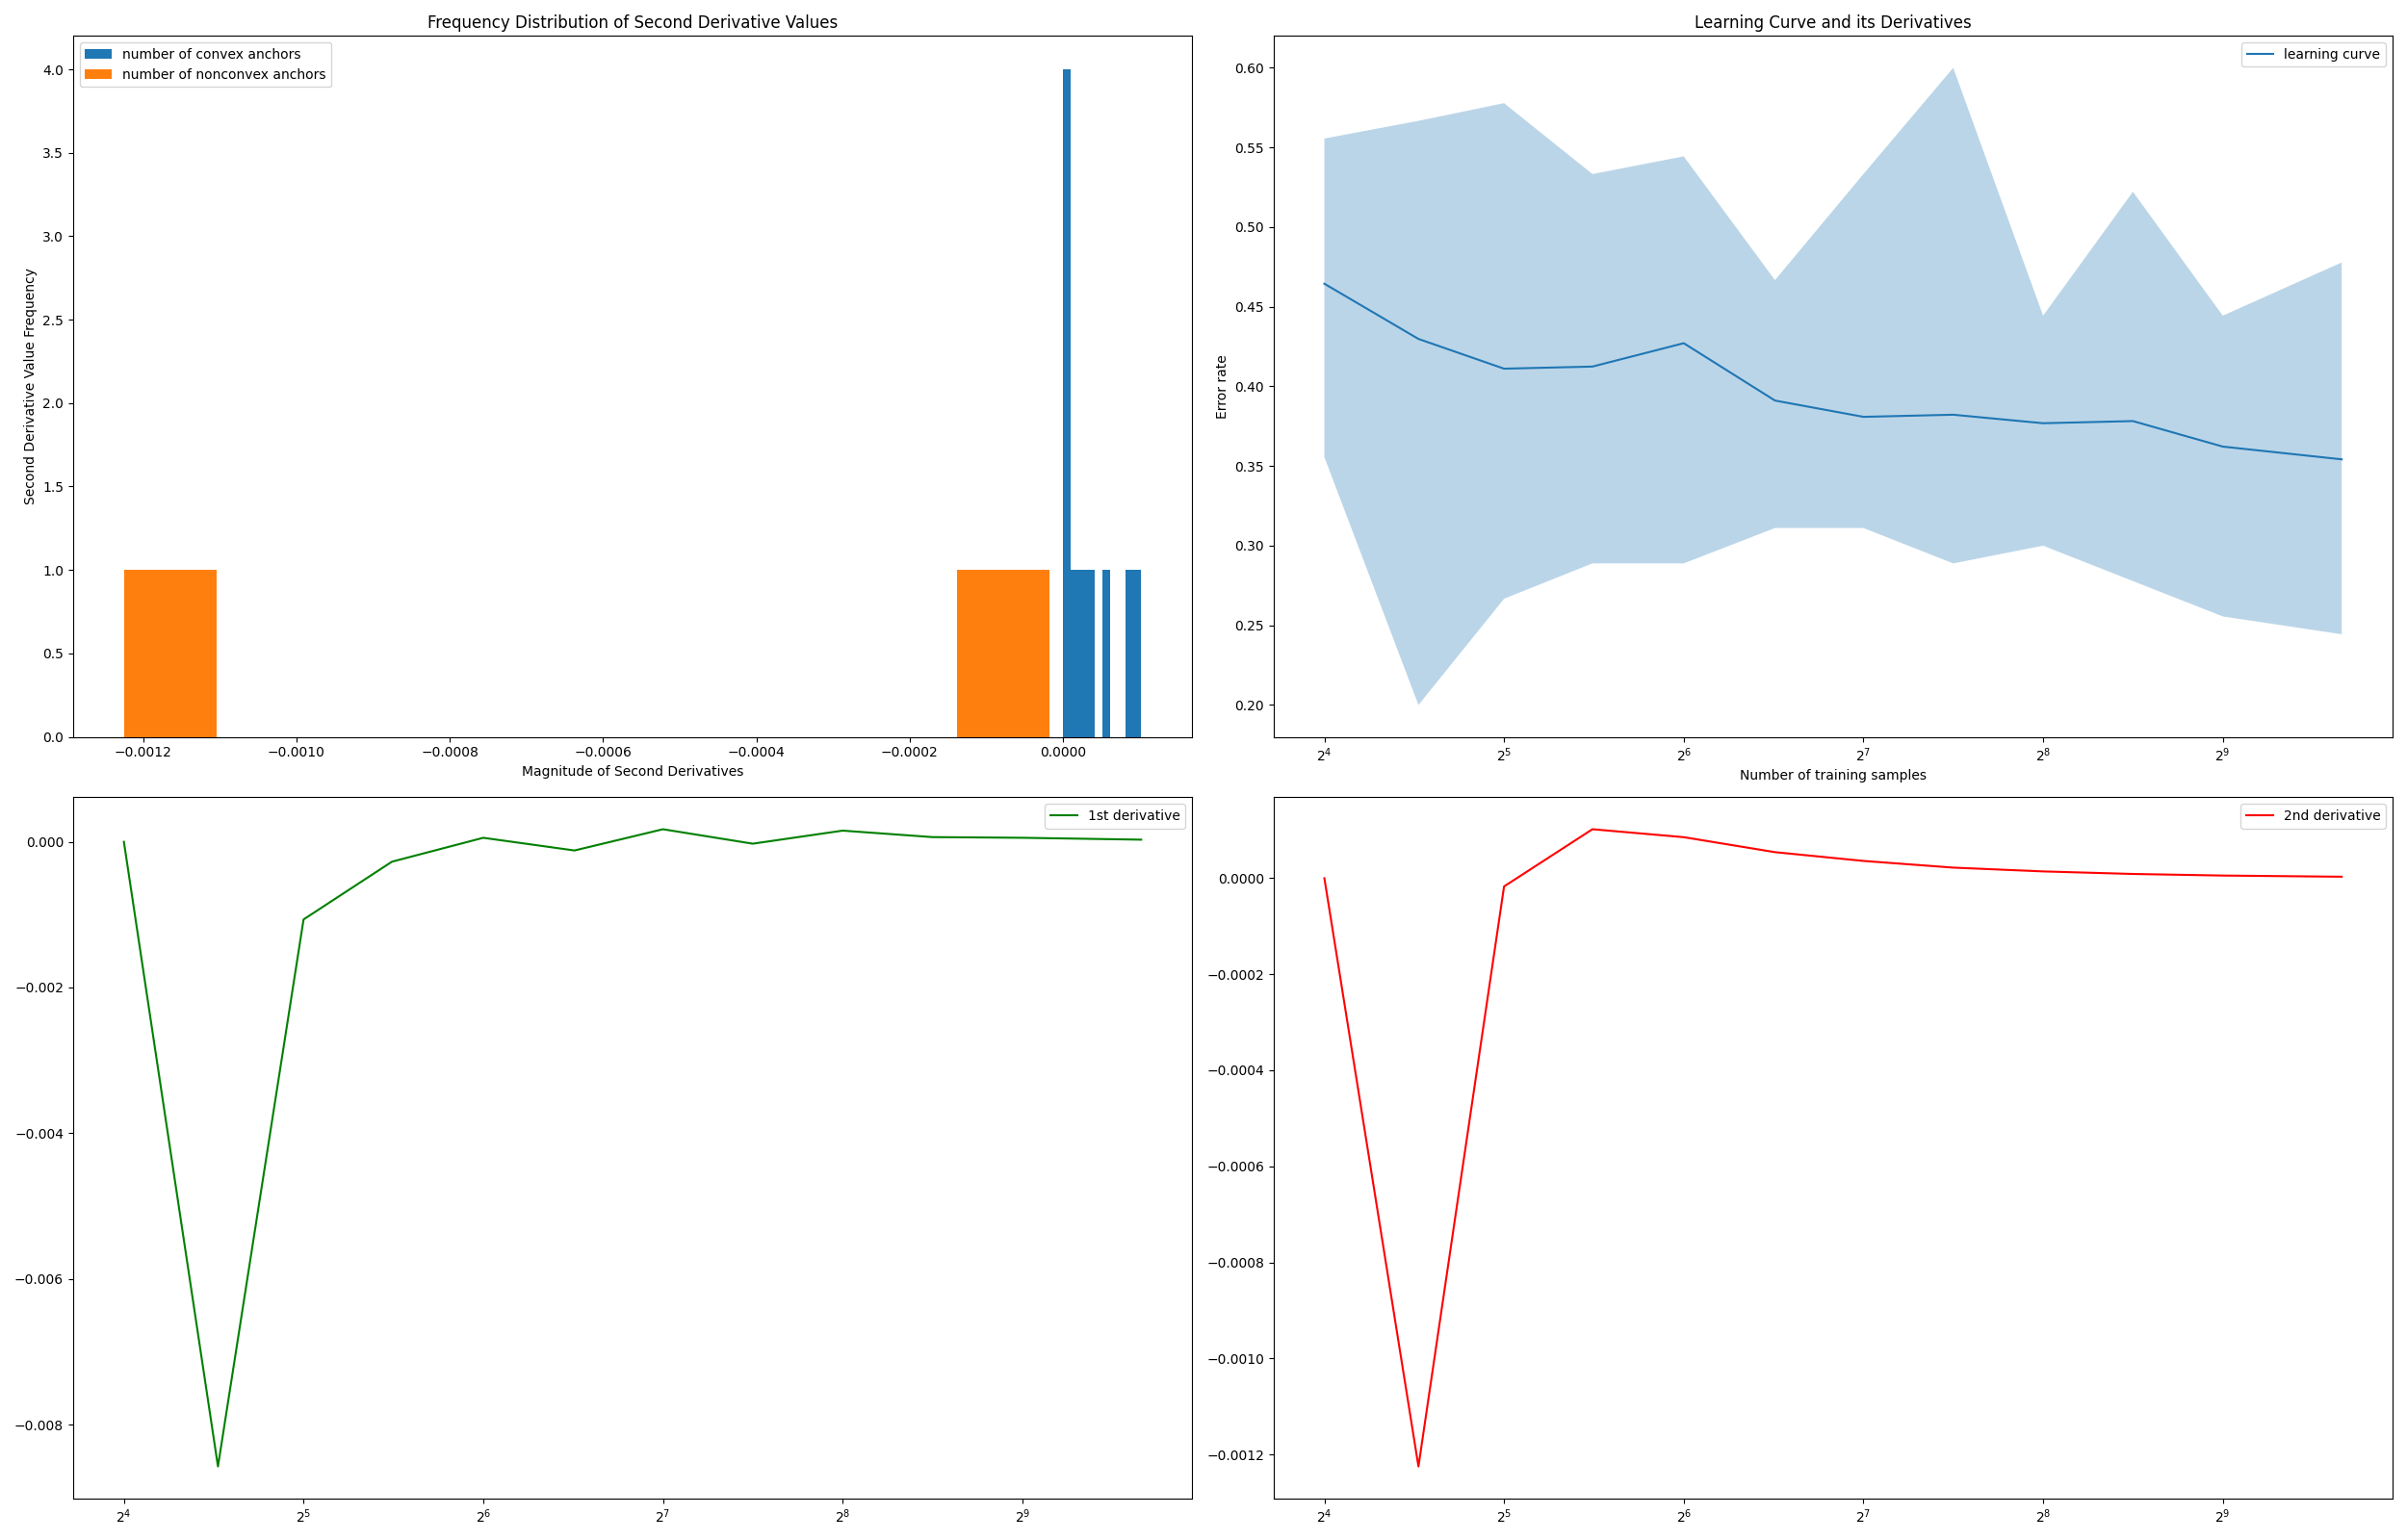 Frequency Distribution of Second Derivative Values
number of convex anchors
number of nonconvex anchors
4.0
3.5
3.0
2.5
2.0
1.5
1.0
0.5
0.0
Second Derivative Value Frequency
−0.0012 −0.0010 −0.0008 −0.0006 −0.0004 −0.0002 0.0000
Magnitude of Second Derivatives
Learning Curve and its Derivatives
learning curve
0.60
0.55
0.50
0.45
0.40
0.35
0.30
0.25
0.20
Error rate
2⁴ 2⁵ 2⁶ 2⁷ 2⁸ 2⁹
Number of training samples
1st derivative
0.000
−0.002
−0.004
−0.006
−0.008
2⁴ 2⁵ 2⁶ 2⁷ 2⁸ 2⁹
2nd derivative
0.0000
−0.0002
−0.0004
−0.0006
−0.0008
−0.0010
−0.0012
2⁴ 2⁵ 2⁶ 2⁷ 2⁸ 2⁹